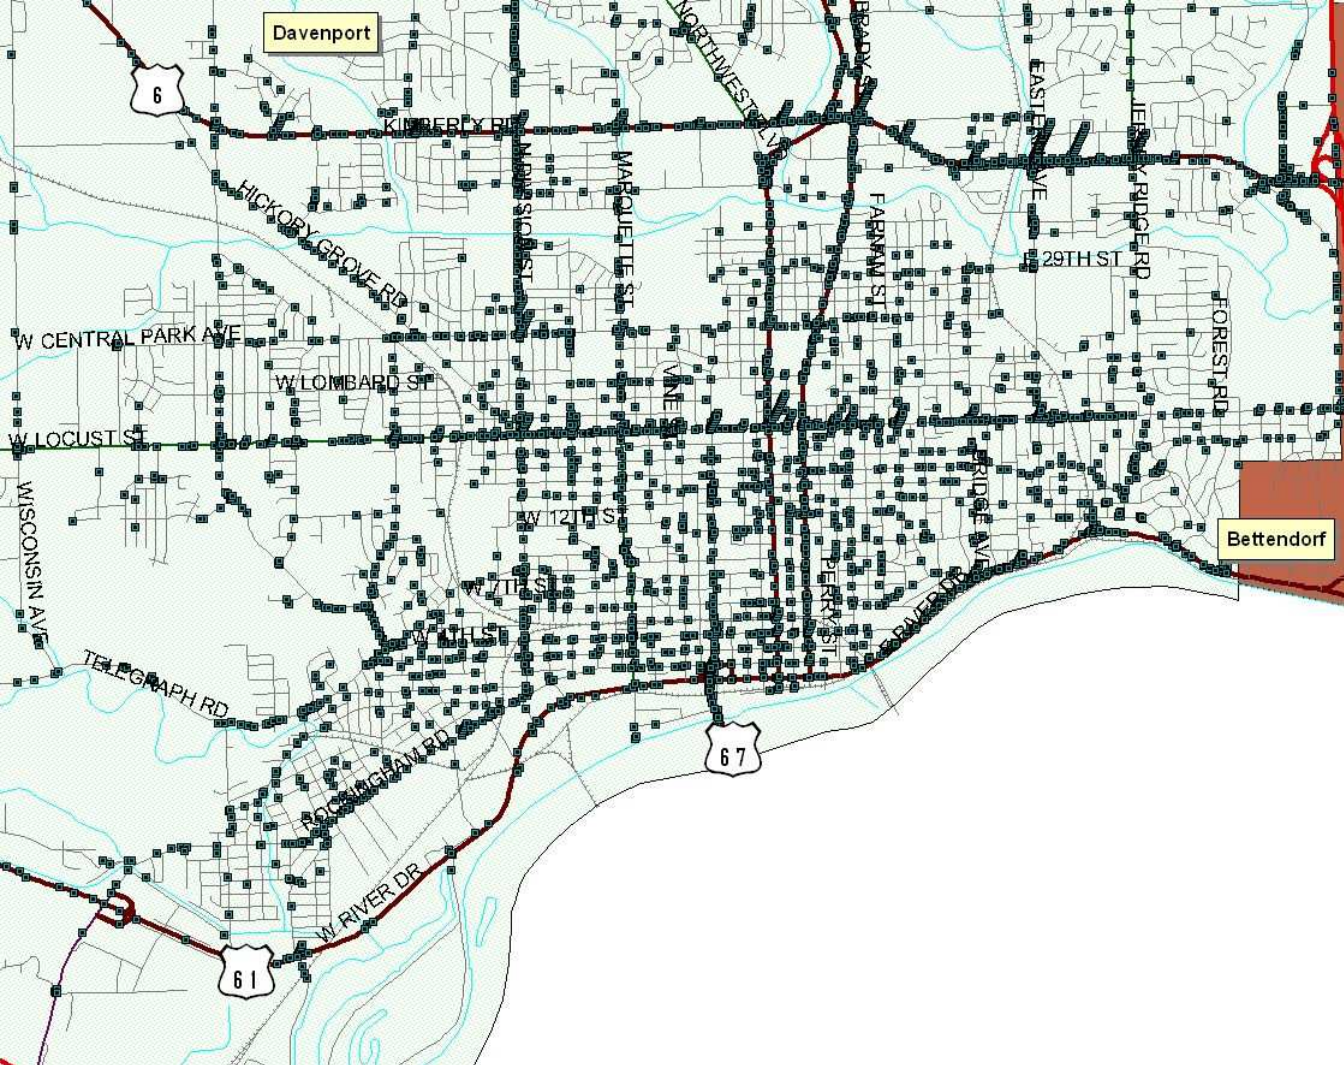 Davenport
6
KIMBERLY RD
NORTHWEST BLVD
BRADY ST
EASTERN AVE
JERSEY RIDGE RD
N DIVISION ST
MARQUETTE ST
HICKORY GROVE RD
FARNAM ST
E 29TH ST
FOREST RD
W CENTRAL PARK AVE
W LOMBARD ST
VINE
W LOCUST ST
WISCONSIN AVE
W 12TH ST
BRIDGE AVE
Bettendorf
W 7TH ST
PERRY ST
E RIVER DR
W 4TH ST
TELEGRAPH RD
ROCKINGHAM RD
67
W RIVER DR
61